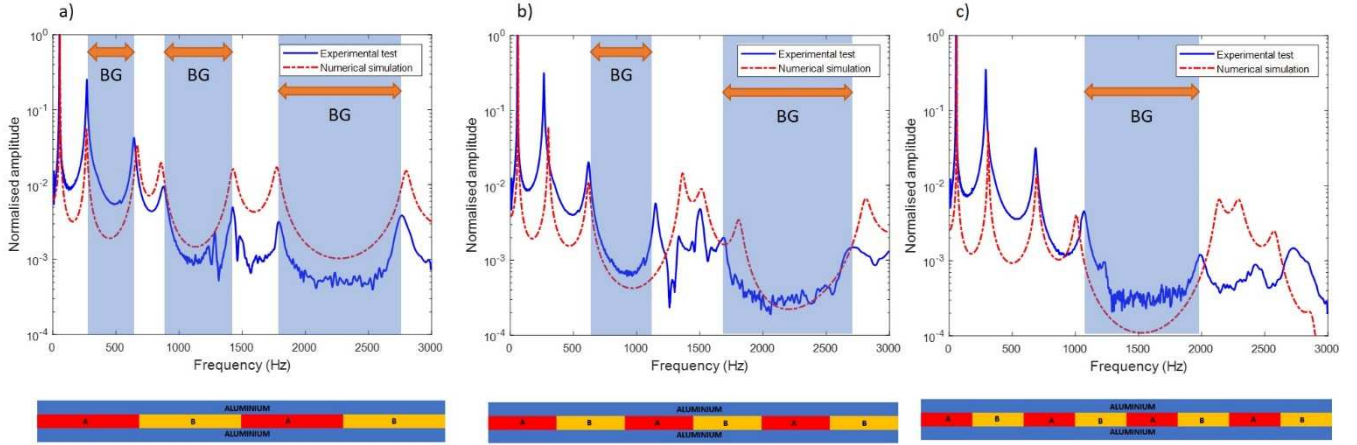 a)
10^0
10^-1
10^-2
10^-3
10^-4
Normalised amplitude
BG
BG
BG
Experimental test
Numerical simulation
0 500 1000 1500 2000 2500 3000
Frequency (Hz)
ALUMINIUM
A B A B
ALUMINIUM
b)
10^0
10^-1
10^-2
10^-3
10^-4
Normalised amplitude
BG
BG
Experimental test
Numerical simulation
0 500 1000 1500 2000 2500 3000
Frequency (Hz)
ALUMINIUM
A B A B A B
ALUMINIUM
c)
10^0
10^-1
10^-2
10^-3
10^-4
Normalised amplitude
BG
Experimental test
Numerical simulation
0 500 1000 1500 2000 2500 3000
Frequency (Hz)
ALUMINIUM
A B A B A B A B
ALUMINIUM